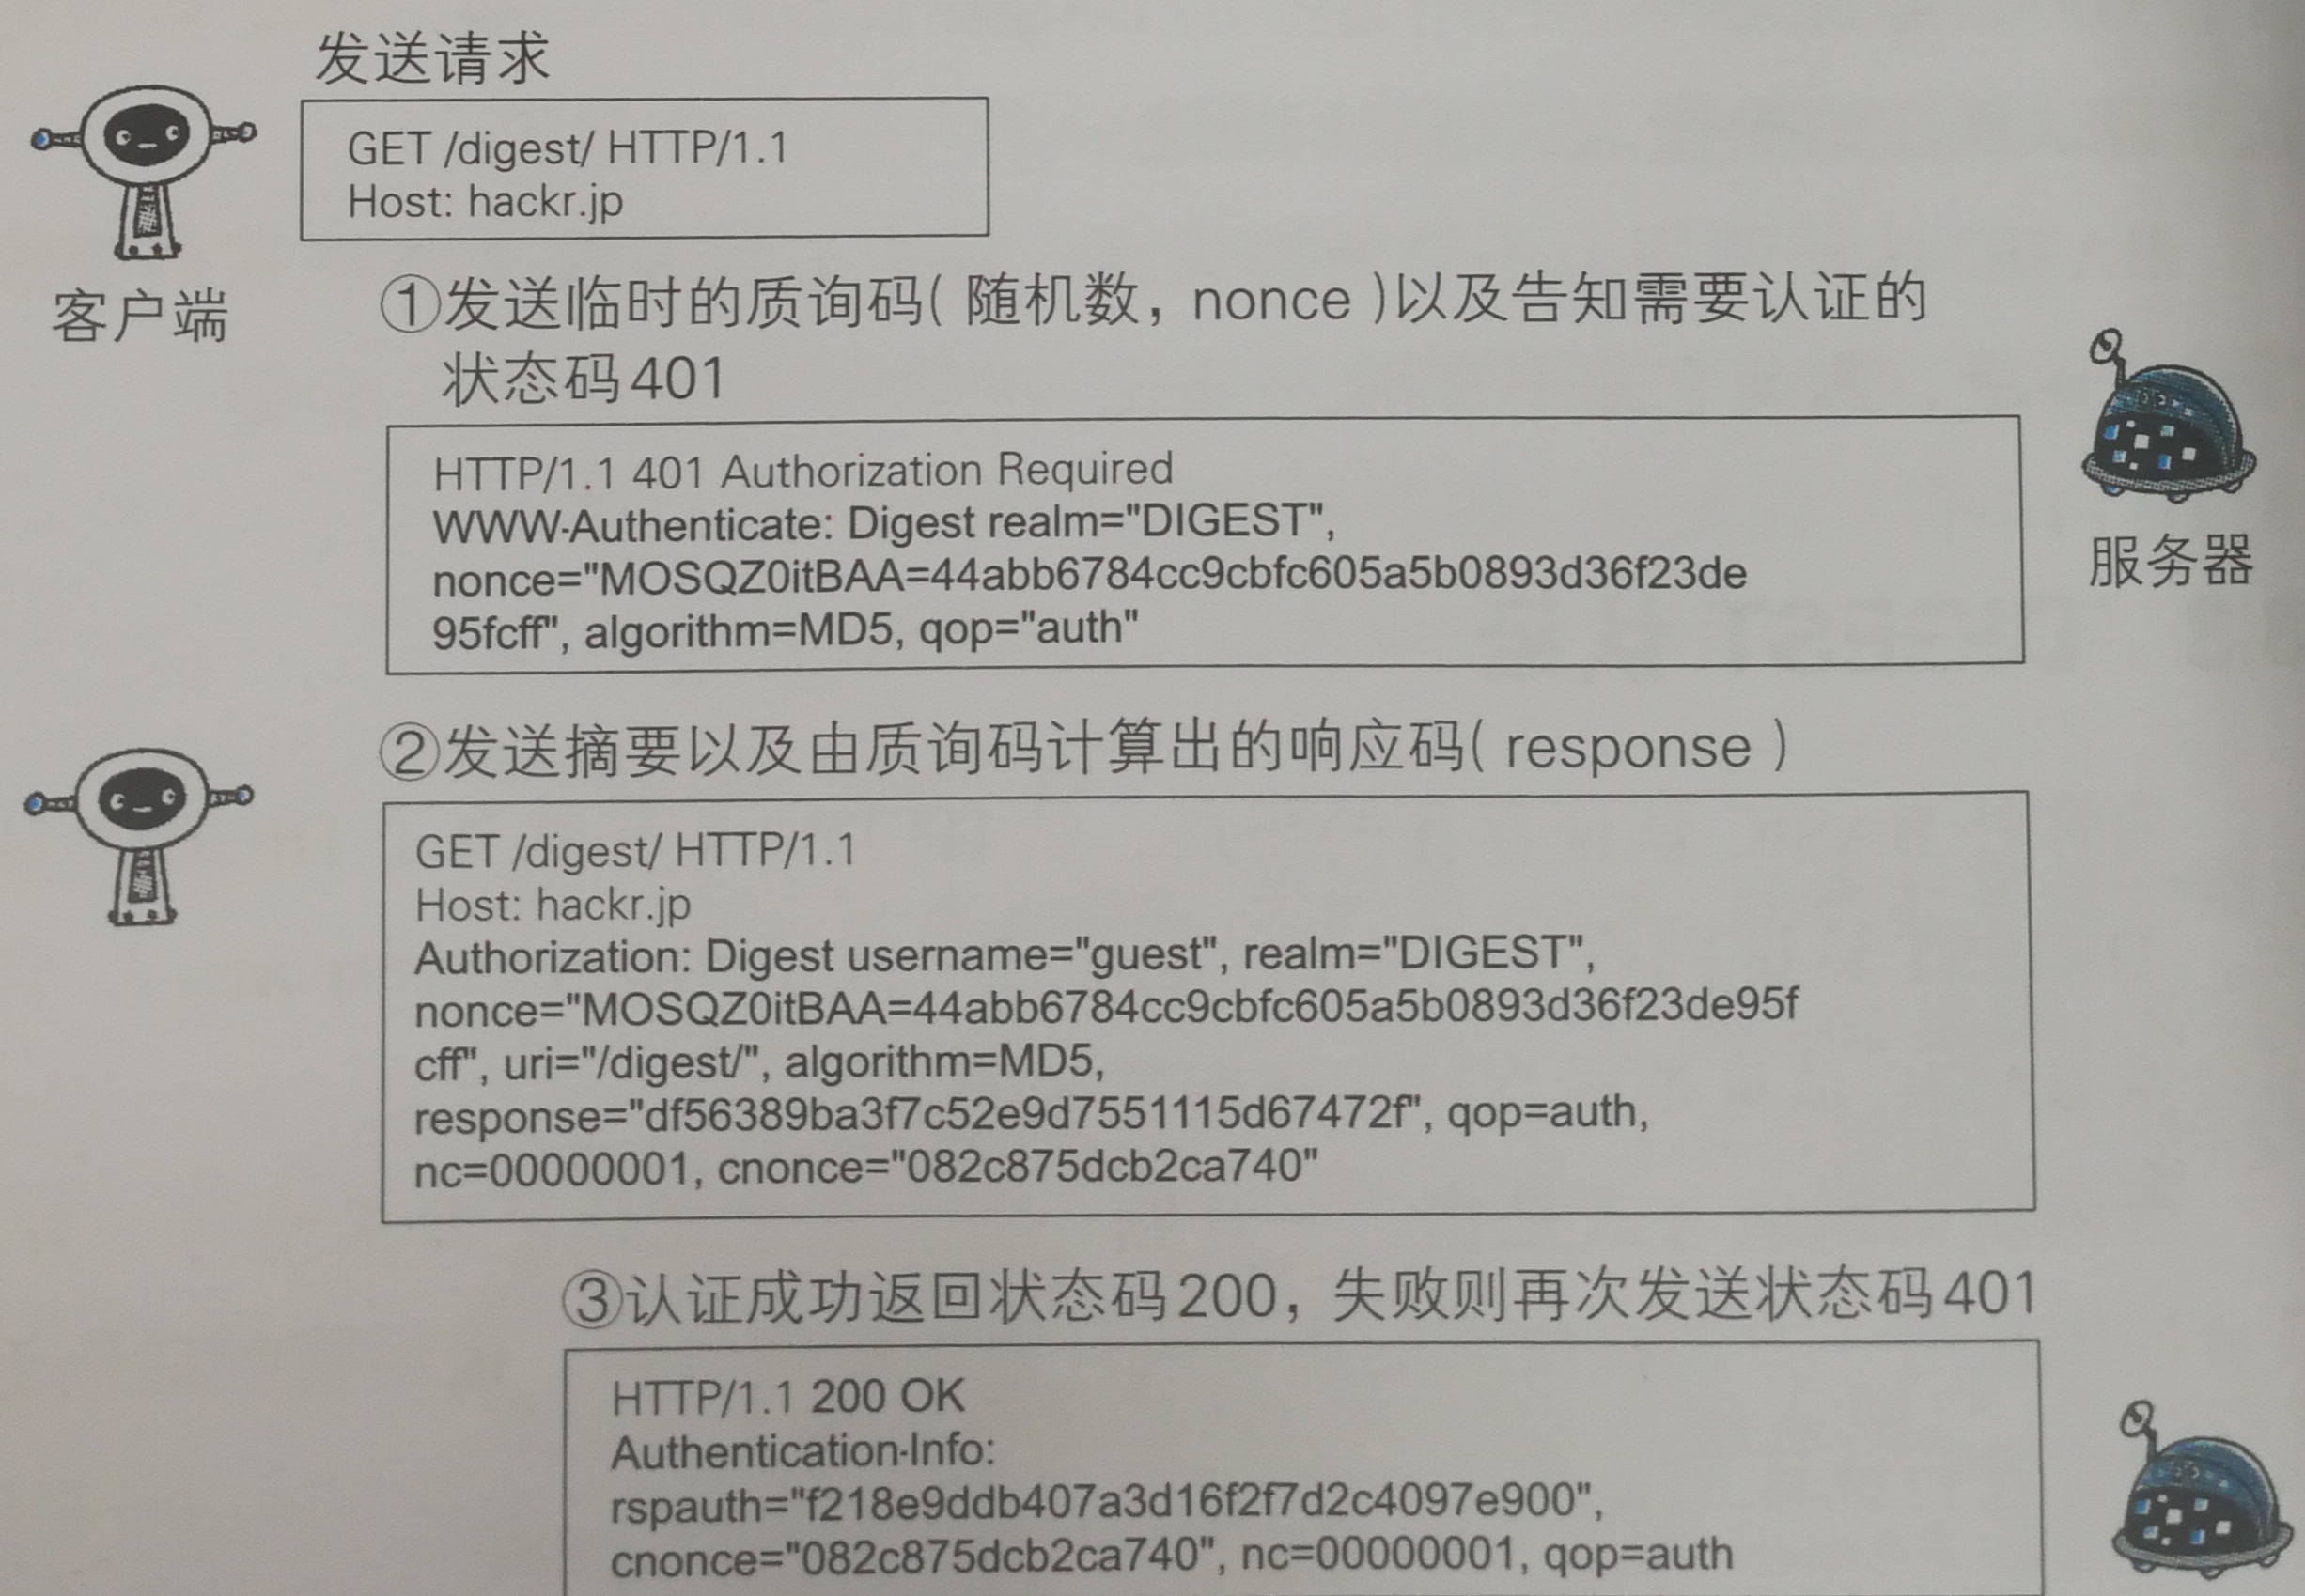 发送请求
GET /digest/ HTTP/1.1
Host: hackr.jp
客户端
①发送临时的质询码(随机数，nonce)以及告知需要认证的
状态码401
HTTP/1.1 401 Authorization Required
WWW-Authenticate: Digest realm="DIGEST",
nonce="MOSQZ0itBAA=44abb6784cc9cbfc605a5b0893d36f23de
95fcff", algorithm=MD5, qop="auth"
服务器
②发送摘要以及由质询码计算出的响应码(response)
GET /digest/ HTTP/1.1
Host: hackr.jp
Authorization: Digest username="guest", realm="DIGEST",
nonce="MOSQZ0itBAA=44abb6784cc9cbfc605a5b0893d36f23de95f
cff", uri="/digest/", algorithm=MD5,
response="df56389ba3f7c52e9d7551115d67472f", qop=auth,
nc=00000001, cnonce="082c875dcb2ca740"
③认证成功返回状态码200，失败则再次发送状态码401
HTTP/1.1 200 OK
Authentication-Info:
rspauth="f218e9ddb407a3d16f2f7d2c4097e900",
cnonce="082c875dcb2ca740", nc=00000001, qop=auth